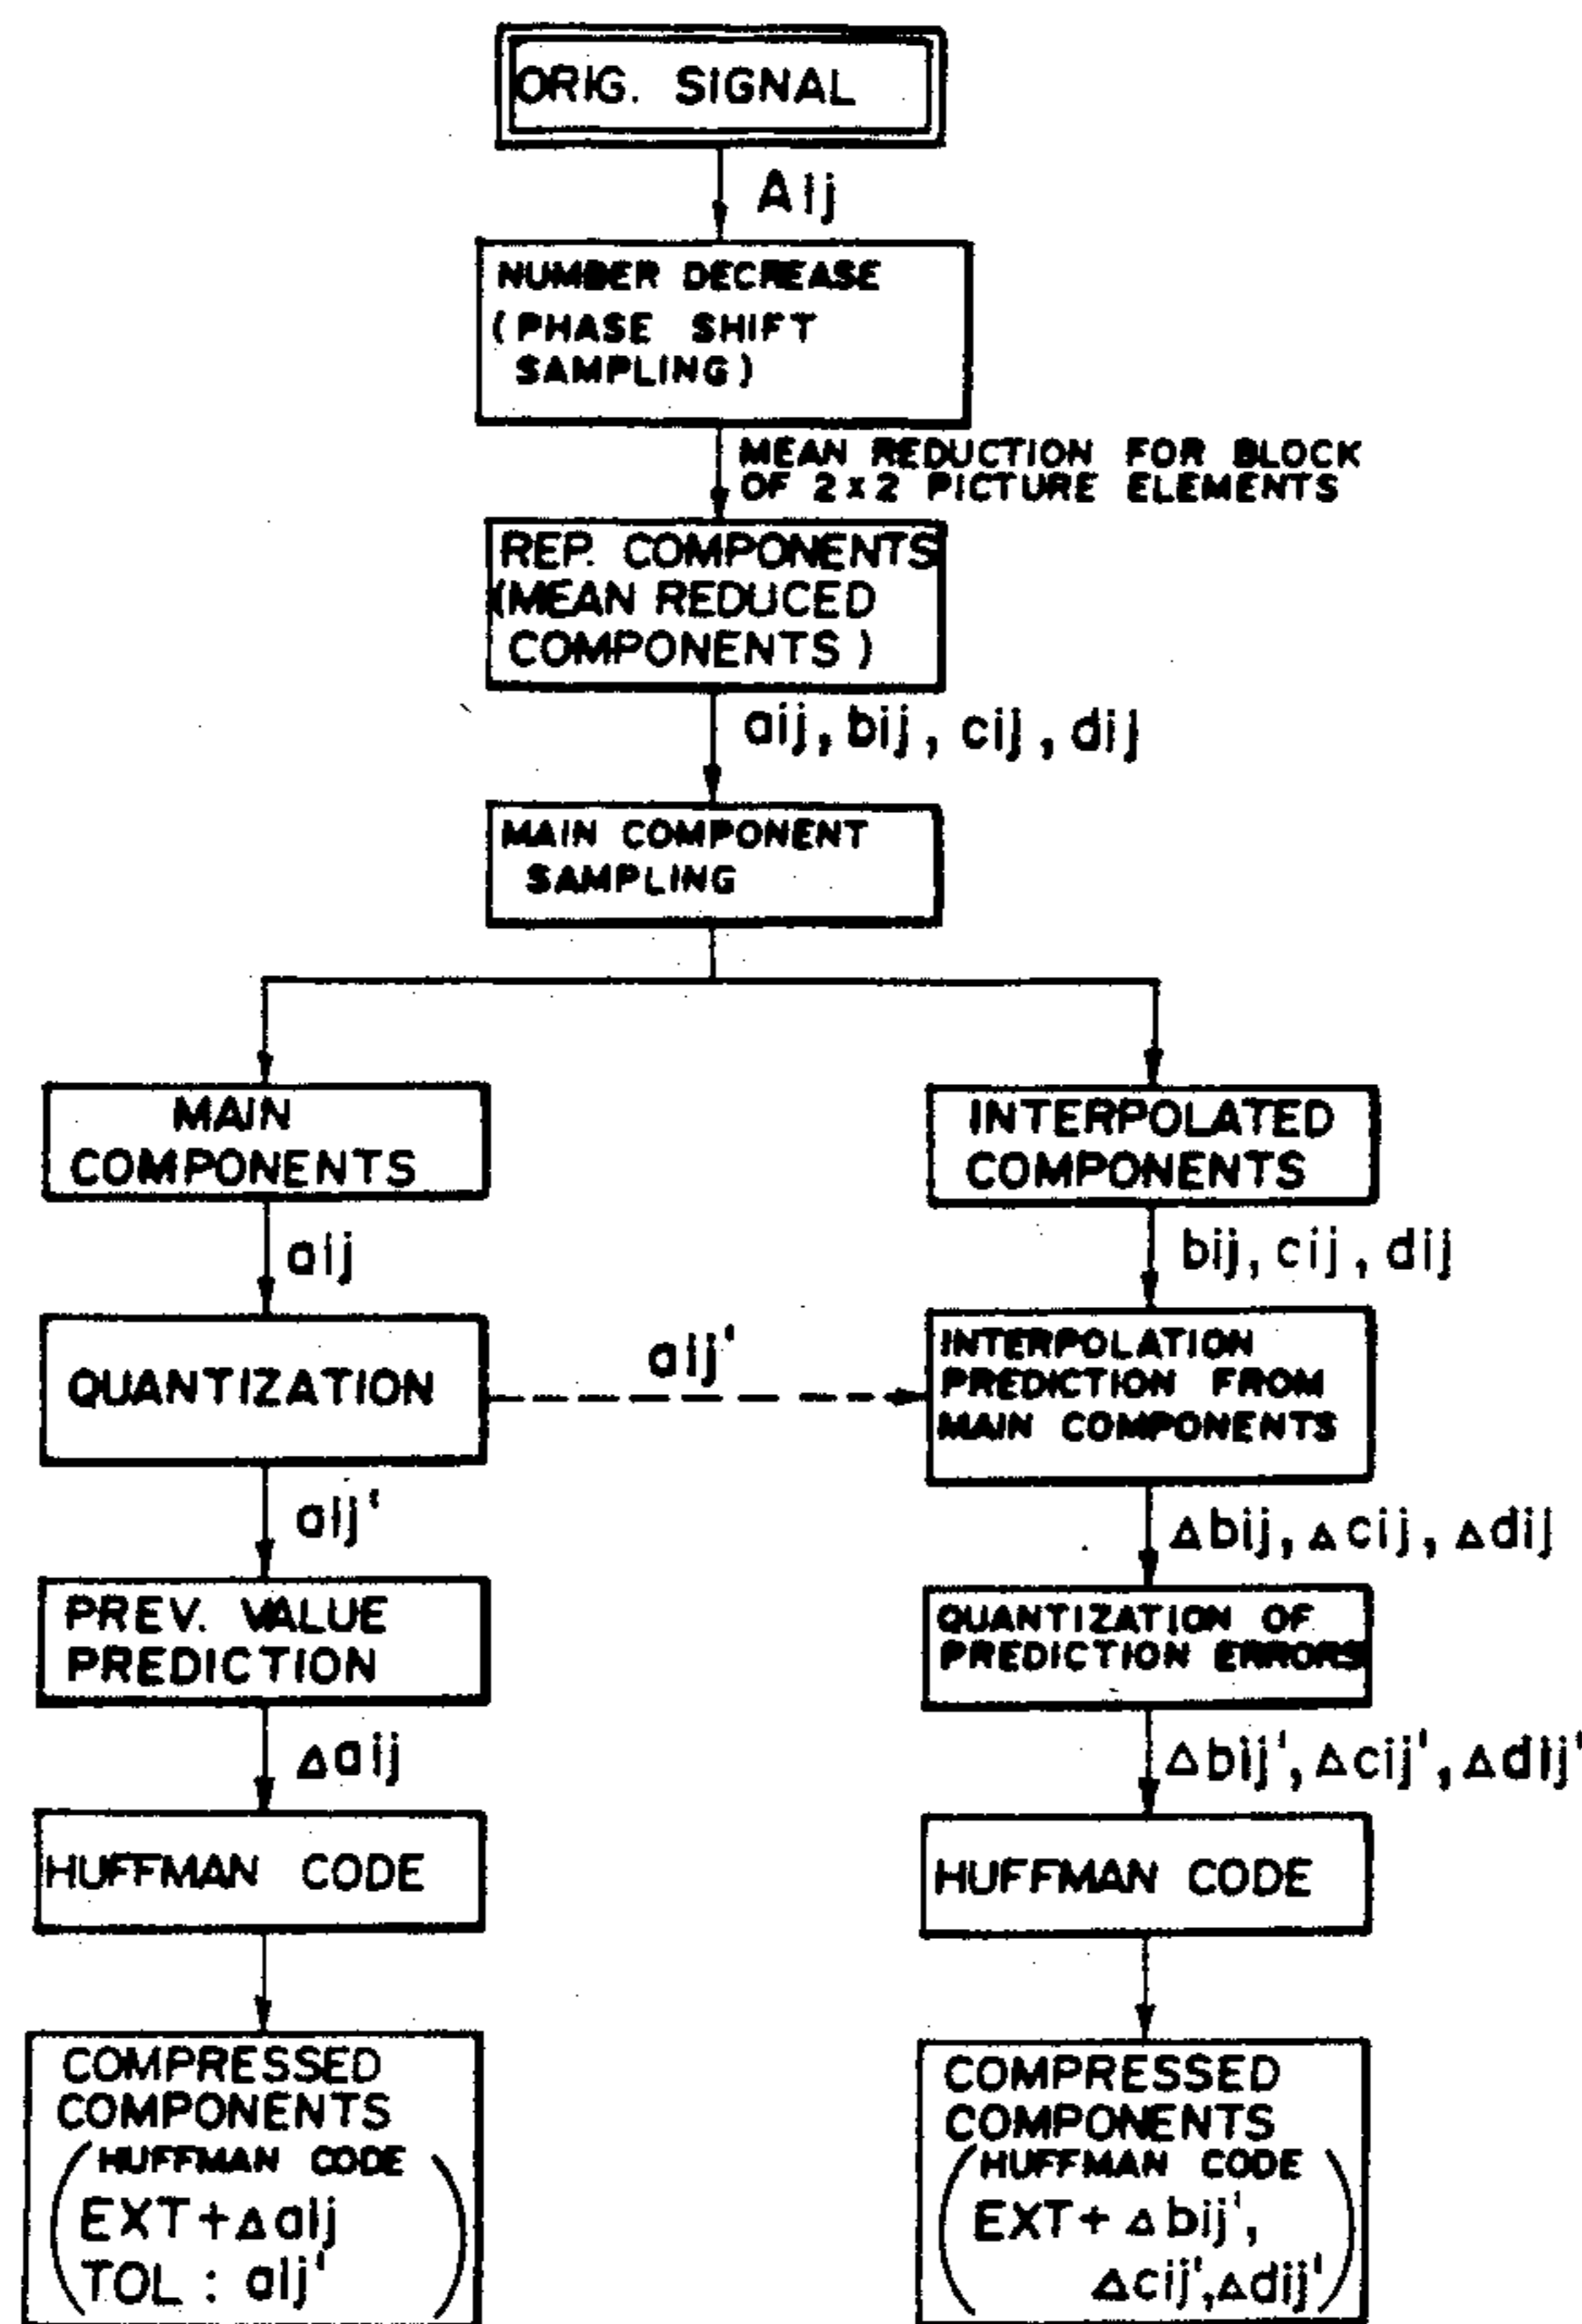 ORIG. SIGNAL
Aij
NUMBER DECREASE
(PHASE SHIFT
SAMPLING)
MEAN REDUCTION FOR BLOCK
OF 2×2 PICTURE ELEMENTS
REP. COMPONENTS
(MEAN REDUCED
COMPONENTS)
aij, bij, cij, dij
MAIN COMPONENT
SAMPLING
MAIN
COMPONENTS
aij
QUANTIZATION
aij'
aij'
PREV. VALUE
PREDICTION
Δaij
HUFFMAN CODE
COMPRESSED
COMPONENTS
(HUFFMAN CODE
EXT+Δaij
TOL : aij')
INTERPOLATED
COMPONENTS
bij, cij, dij
INTERPOLATION
PREDICTION FROM
MAIN COMPONENTS
Δbij, Δcij, Δdij
QUANTIZATION OF
PREDICTION ERRORS
Δbij', Δcij', Δdij'
HUFFMAN CODE
COMPRESSED
COMPONENTS
(HUFFMAN CODE
EXT+ Δbij',
Δcij', Δdij')